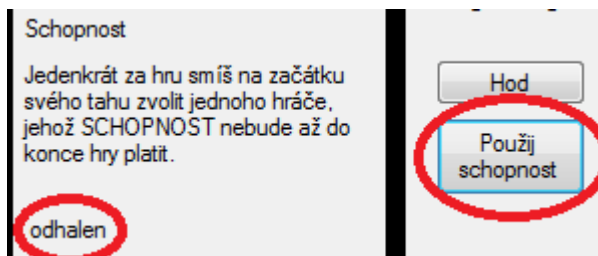 Schopnost
Jedenkrát za hru smíš na začátku
svého tahu zvolit jednoho hráče,
jehož SCHOPNOST nebude až do
konce hry platit.
odhalen
Hod
Použij
schopnost